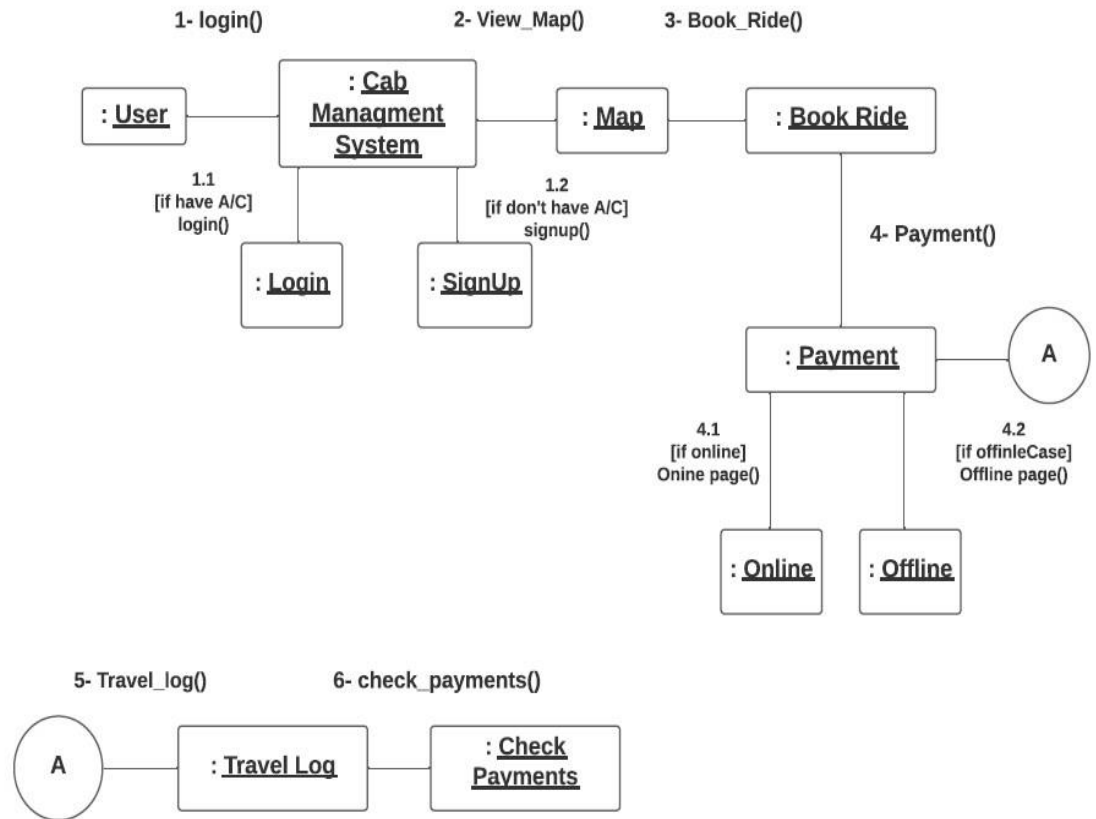 1- login()
2- View_Map()
3- Book_Ride()
: User
: Cab
Managment
System
: Map
: Book Ride
1.1
[if have A/C]
login()
1.2
[if don't have A/C]
signup()
4- Payment()
: Login
: SignUp
: Payment
A
4.1
[if online]
Onine page()
4.2
[if offinleCase]
Offline page()
: Online
: Offline
5- Travel_log()
6- check_payments()
A
: Travel Log
: Check
Payments